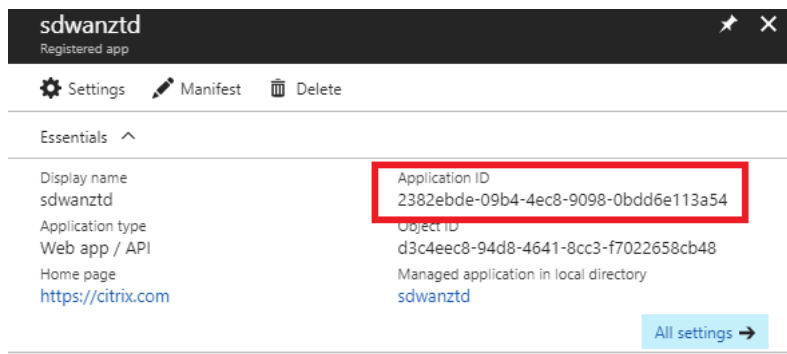 sdwanztd
Registered app
Settings Manifest Delete
Essentials
Display name
sdwanztd
Application ID
2382ebde-09b4-4ec8-9098-0bdd6e113a54
Application type
Web app / API
Object ID
d3c4eec8-94d8-4641-8cc3-f7022658cb48
Home page
https://citrix.com
Managed application in local directory
sdwanztd
All settings